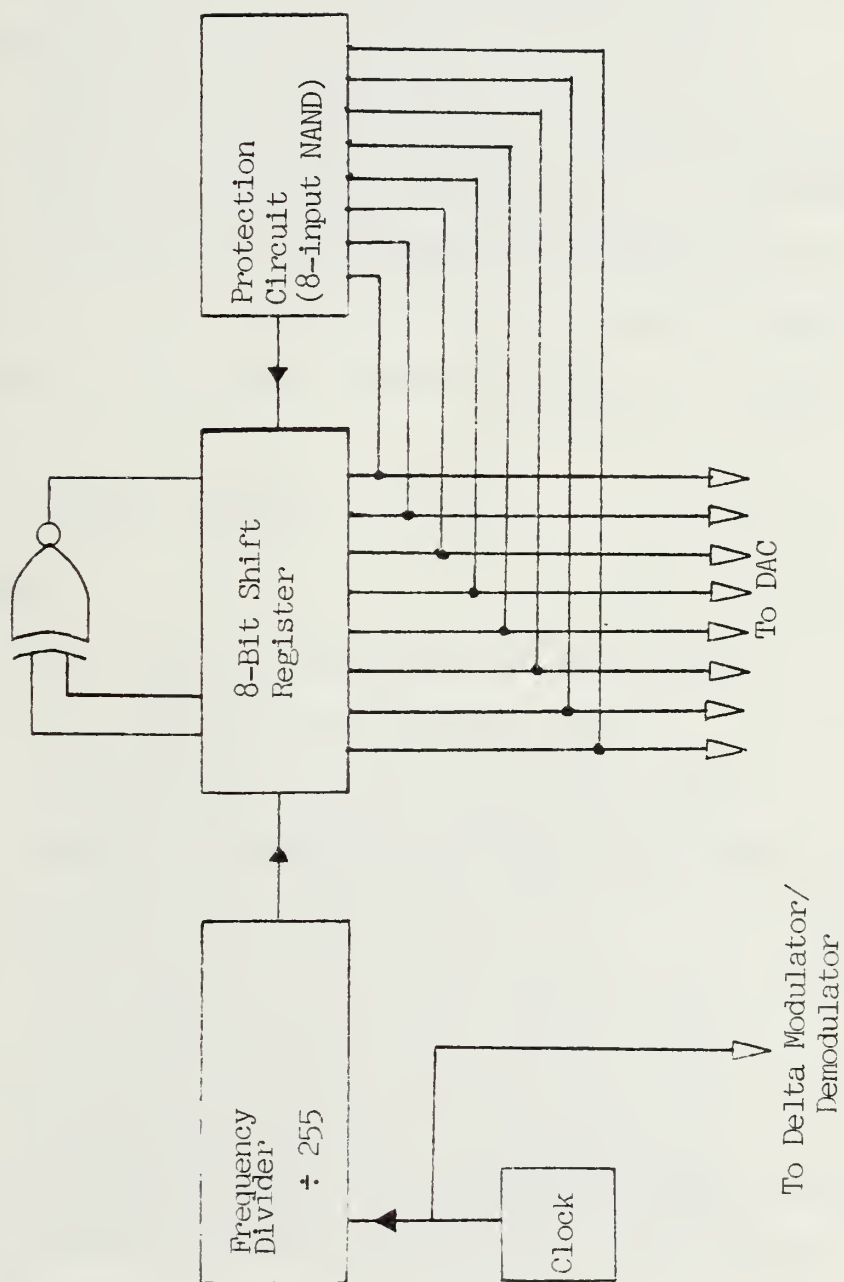 Protection
Circuit
(8-input NAND)
8-Bit Shift
Register
To DAC
Frequency
Divider
÷ 255
Clock
To Delta Modulator/
Demodulator